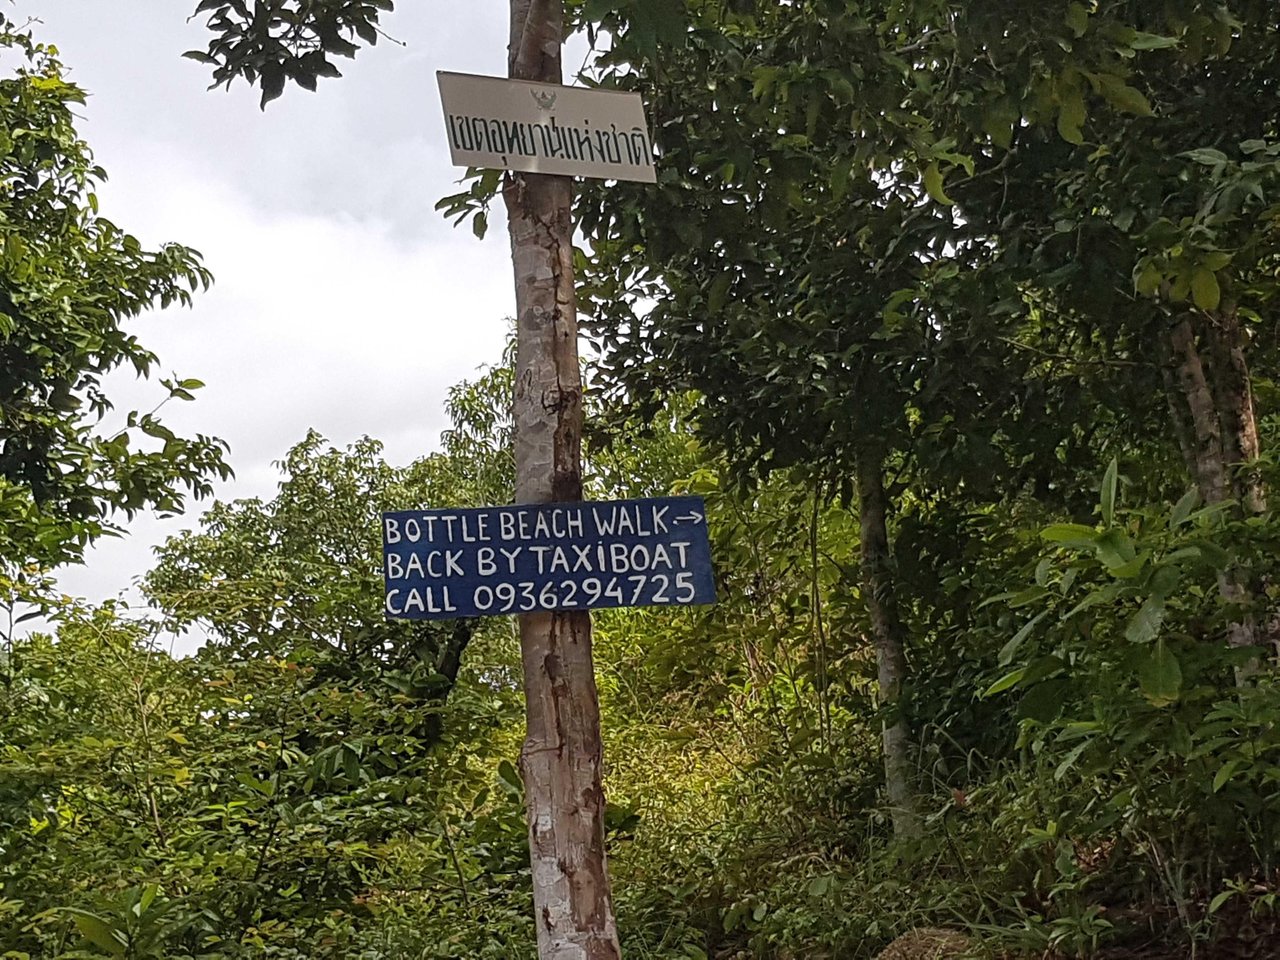 เขตอุทยานแห่งชาติ
BOTTLE BEACH WALK→
BACK BY TAXIBOAT
CALL 0936294725